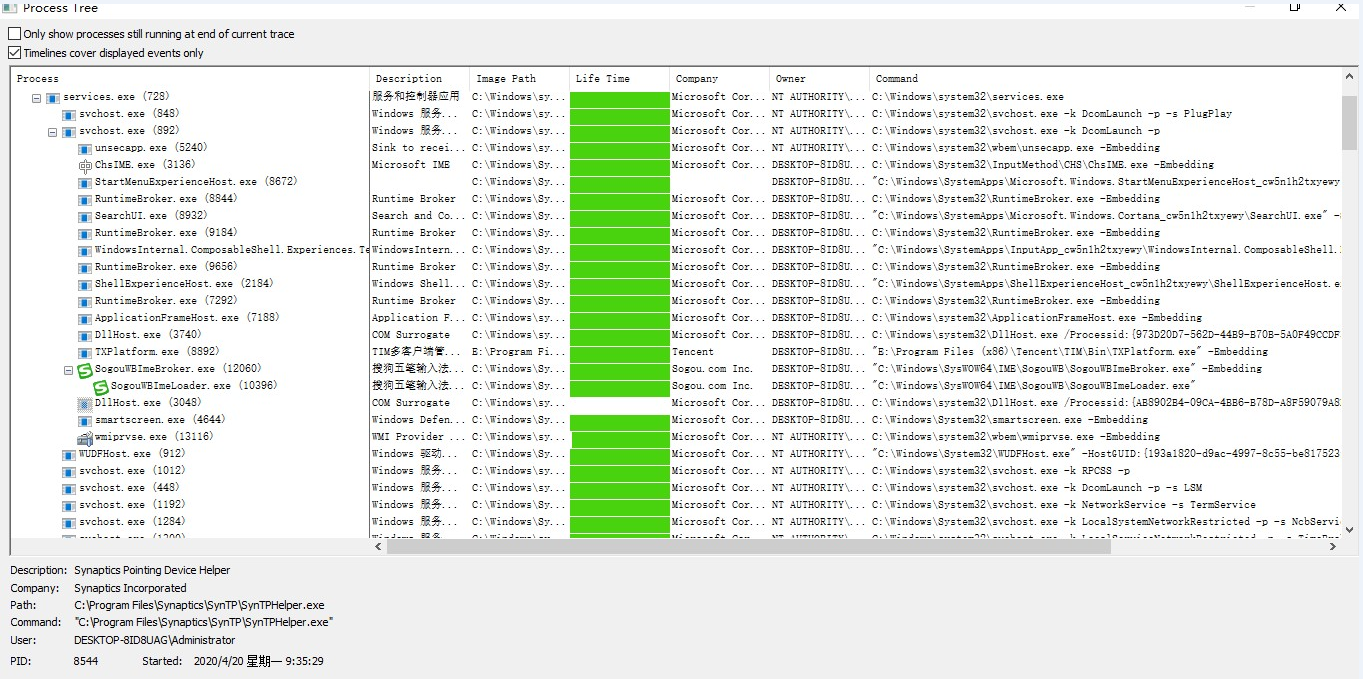 Process Tree
Only show processes still running at end of current trace
Timelines cover displayed events only
Process Description Image Path Life Time Company Owner Command
services.exe (728) 服务和控制器应用 C:\Windows\sy... Microsoft Cor... NT AUTHORITY\... C:\Windows\system32\services.exe
svchost.exe (848) Windows 服务... C:\Windows\sy... Microsoft Cor... NT AUTHORITY\... C:\Windows\system32\svchost.exe -k DcomLaunch -p -s PlugPlay
svchost.exe (892) Windows 服务... C:\Windows\sy... Microsoft Cor... NT AUTHORITY\... C:\Windows\system32\svchost.exe -k DcomLaunch -p
unsecapp.exe (5240) Sink to recei... C:\Windows\sy... Microsoft Cor... NT AUTHORITY\... C:\Windows\system32\wbem\unsecapp.exe -Embedding
ChsIME.exe (3136) Microsoft IME C:\Windows\Sy... Microsoft Cor... DESKTOP-8ID8U... C:\Windows\System32\InputMethod\CHS\ChsIME.exe -Embedding
StartMenuExperienceHost.exe (8672) C:\Windows\Sy... DESKTOP-8ID8U... "C:\Windows\SystemApps\Microsoft.Windows.StartMenuExperienceHost_cw5n1h2txyewy
RuntimeBroker.exe (8844) Runtime Broker C:\Windows\Sy... Microsoft Cor... DESKTOP-8ID8U... C:\Windows\System32\RuntimeBroker.exe -Embedding
SearchUI.exe (8932) Search and Co... C:\Windows\Sy... Microsoft Cor... DESKTOP-8ID8U... "C:\Windows\SystemApps\Microsoft.Windows.Cortana_cw5n1h2txyewy\SearchUI.exe" -
RuntimeBroker.exe (9184) Runtime Broker C:\Windows\Sy... Microsoft Cor... DESKTOP-8ID8U... C:\Windows\System32\RuntimeBroker.exe -Embedding
WindowsInternal.ComposableShell.Experiences.Te WindowsIntern... C:\Windows\Sy... Microsoft Cor... DESKTOP-8ID8U... "C:\Windows\SystemApps\InputApp_cw5n1h2txyewy\WindowsInternal.ComposableShell.
RuntimeBroker.exe (9656) Runtime Broker C:\Windows\Sy... Microsoft Cor... DESKTOP-8ID8U... C:\Windows\System32\RuntimeBroker.exe -Embedding
ShellExperienceHost.exe (2184) Windows Shell... C:\Windows\Sy... Microsoft Cor... DESKTOP-8ID8U... "C:\Windows\SystemApps\ShellExperienceHost_cw5n1h2txyewy\ShellExperienceHost.e
RuntimeBroker.exe (7292) Runtime Broker C:\Windows\Sy... Microsoft Cor... DESKTOP-8ID8U... C:\Windows\System32\RuntimeBroker.exe -Embedding
ApplicationFrameHost.exe (7188) Application F... C:\Windows\sy... Microsoft Cor... DESKTOP-8ID8U... C:\Windows\system32\ApplicationFrameHost.exe -Embedding
DllHost.exe (3740) COM Surrogate C:\Windows\sy... Microsoft Cor... DESKTOP-8ID8U... C:\Windows\system32\DllHost.exe /Processid:{973D20D7-562D-44B9-B70B-5A0F49CCDF
TXPlatform.exe (8892) TIM多客户端管... E:\Program Fi... Tencent DESKTOP-8ID8U... "E:\Program Files (x86)\Tencent\TIM\Bin\TXPlatform.exe" -Embedding
SogouWBImeBroker.exe (12060) 搜狗五笔输入法... C:\Windows\Sy... Sogou.com Inc. DESKTOP-8ID8U... "C:\Windows\SysWOW64\IME\SogouWB\SogouWBImeBroker.exe" -Embedding
SogouWBImeLoader.exe (10396) 搜狗五笔输入法... C:\Windows\Sy... Sogou.com Inc. DESKTOP-8ID8U... "C:\Windows\SysWOW64\IME\SogouWB\SogouWBImeLoader.exe"
DllHost.exe (3048) COM Surrogate C:\Windows\sy... Microsoft Cor... DESKTOP-8ID8U... C:\Windows\system32\DllHost.exe /Processid:{AB8902B4-09CA-4BB6-B78D-A8F59079A8
smartscreen.exe (4644) Windows Defen... C:\Windows\Sy... Microsoft Cor... DESKTOP-8ID8U... C:\Windows\System32\smartscreen.exe -Embedding
wmiprvse.exe (13116) WMI Provider ... C:\Windows\sy... Microsoft Cor... NT AUTHORITY\... C:\Windows\system32\wbem\wmiprvse.exe -Embedding
WUDFHost.exe (912) Windows 驱动... C:\Windows\Sy... Microsoft Cor... NT AUTHORITY\... "C:\Windows\System32\WUDFHost.exe" -HostGUID:{193a1820-d9ac-4997-8c55-be817523
svchost.exe (1012) Windows 服务... C:\Windows\sy... Microsoft Cor... NT AUTHORITY\... C:\Windows\system32\svchost.exe -k RPCSS -p
svchost.exe (448) Windows 服务... C:\Windows\sy... Microsoft Cor... NT AUTHORITY\... C:\Windows\system32\svchost.exe -k DcomLaunch -p -s LSM
svchost.exe (1192) Windows 服务... C:\Windows\Sy... Microsoft Cor... NT AUTHORITY\... C:\Windows\System32\svchost.exe -k NetworkService -s TermService
svchost.exe (1284) Windows 服务... C:\Windows\Sy... Microsoft Cor... NT AUTHORITY\... C:\Windows\System32\svchost.exe -k LocalSystemNetworkRestricted -p -s NcbServi
Description: Synaptics Pointing Device Helper
Company: Synaptics Incorporated
Path: C:\Program Files\Synaptics\SynTP\SynTPHelper.exe
Command: "C:\Program Files\Synaptics\SynTP\SynTPHelper.exe"
User: DESKTOP-8ID8UAG\Administrator
PID: 8544 Started: 2020/4/20 星期一 9:35:29